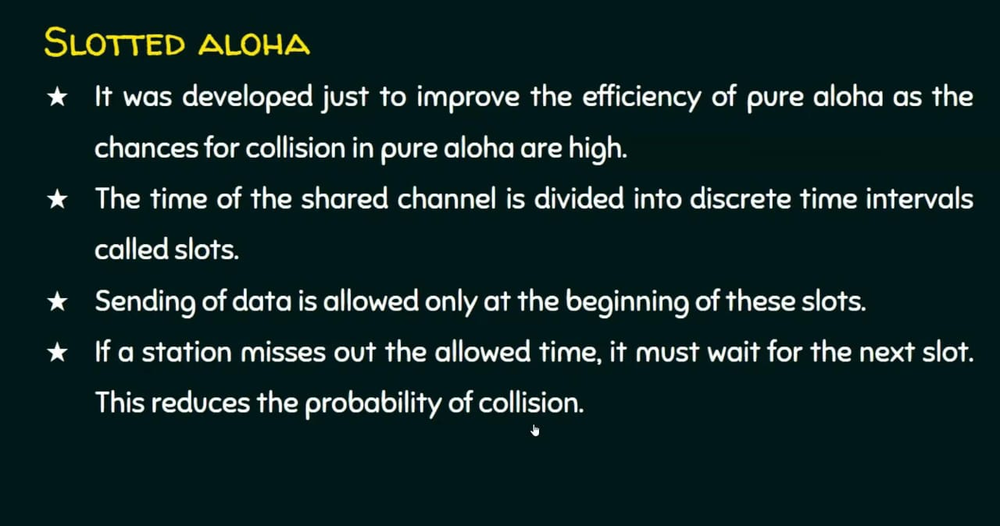 SLOTTED ALOHA
★ It was developed just to improve the efficiency of pure aloha as the
chances for collision in pure aloha are high.
★ The time of the shared channel is divided into discrete time intervals
called slots.
★ Sending of data is allowed only at the beginning of these slots.
★ If a station misses out the allowed time, it must wait for the next slot.
This reduces the probability of collision.